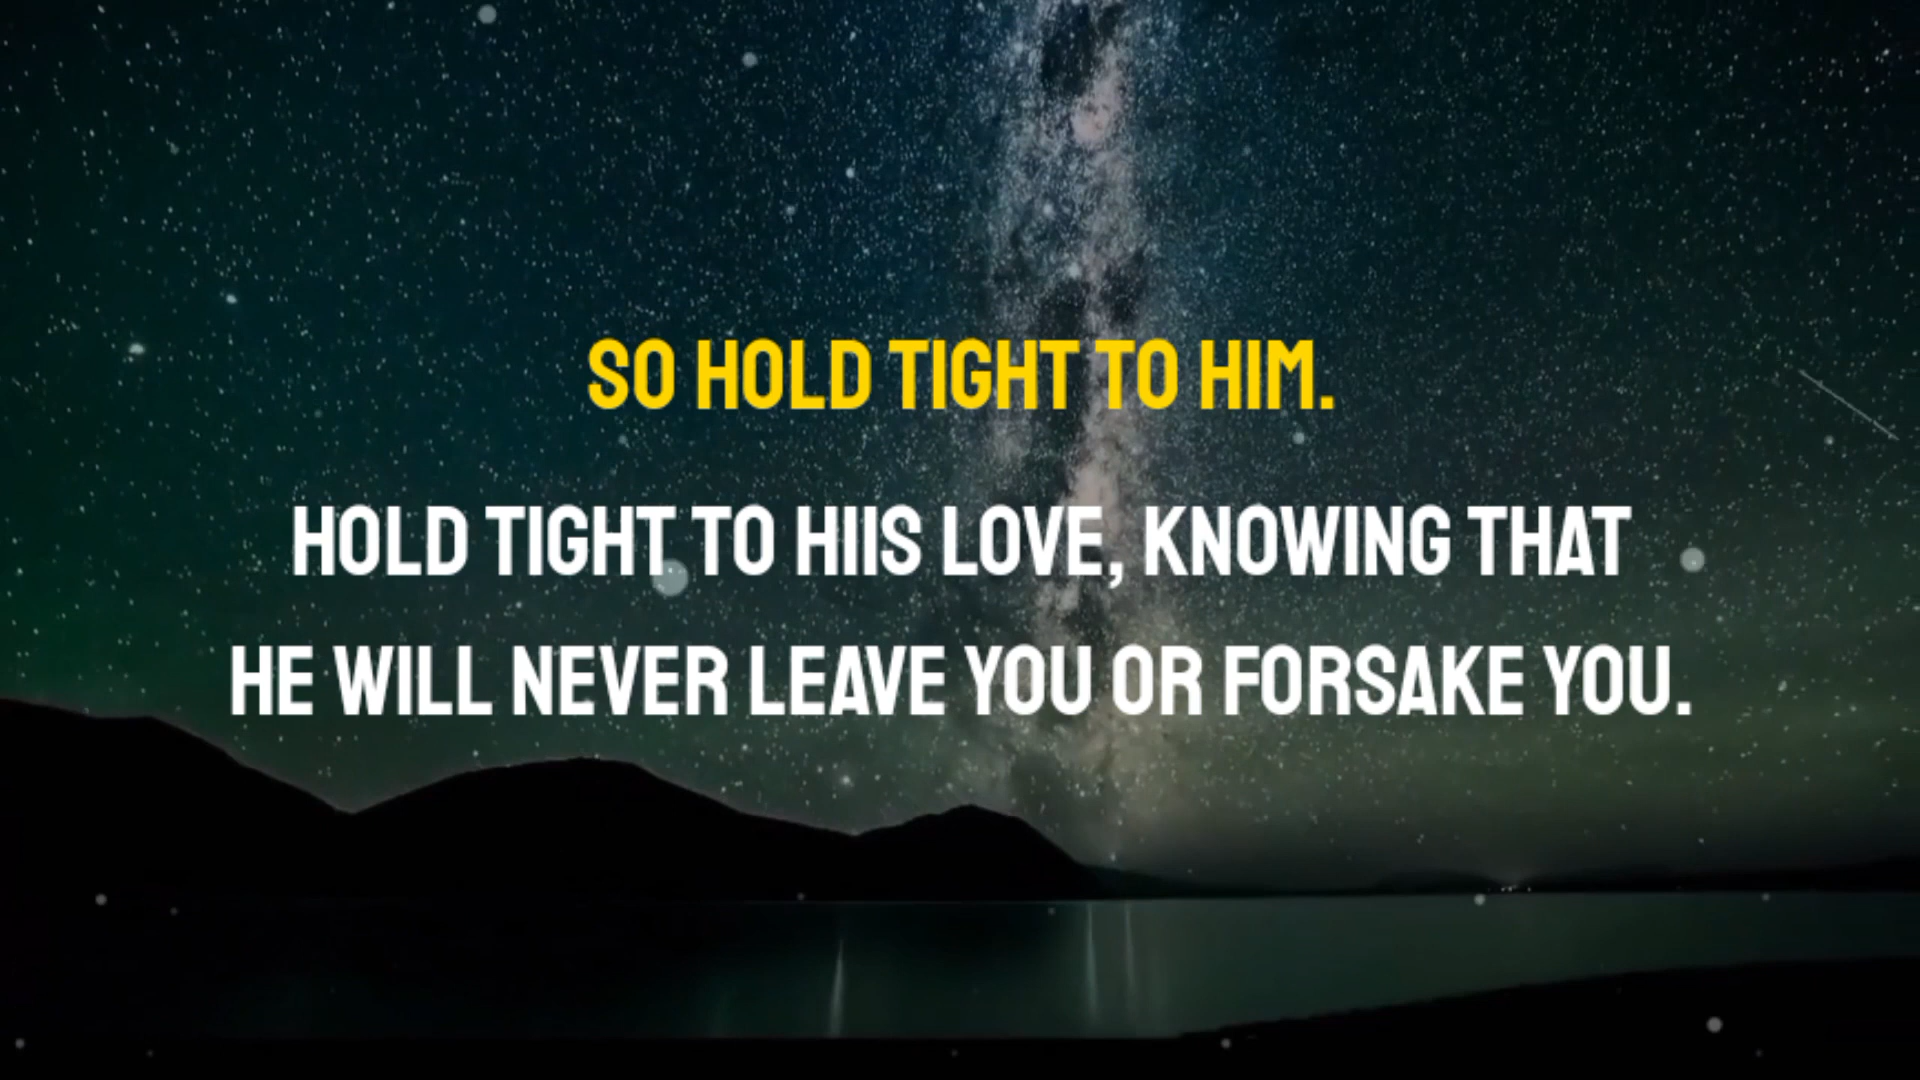 SO HOLD TIGHT TO HIM.
HOLD TIGHT TO HIIS LOVE, KNOWING THAT
HE WILL NEVER LEAVE YOU OR FORSAKE YOU.